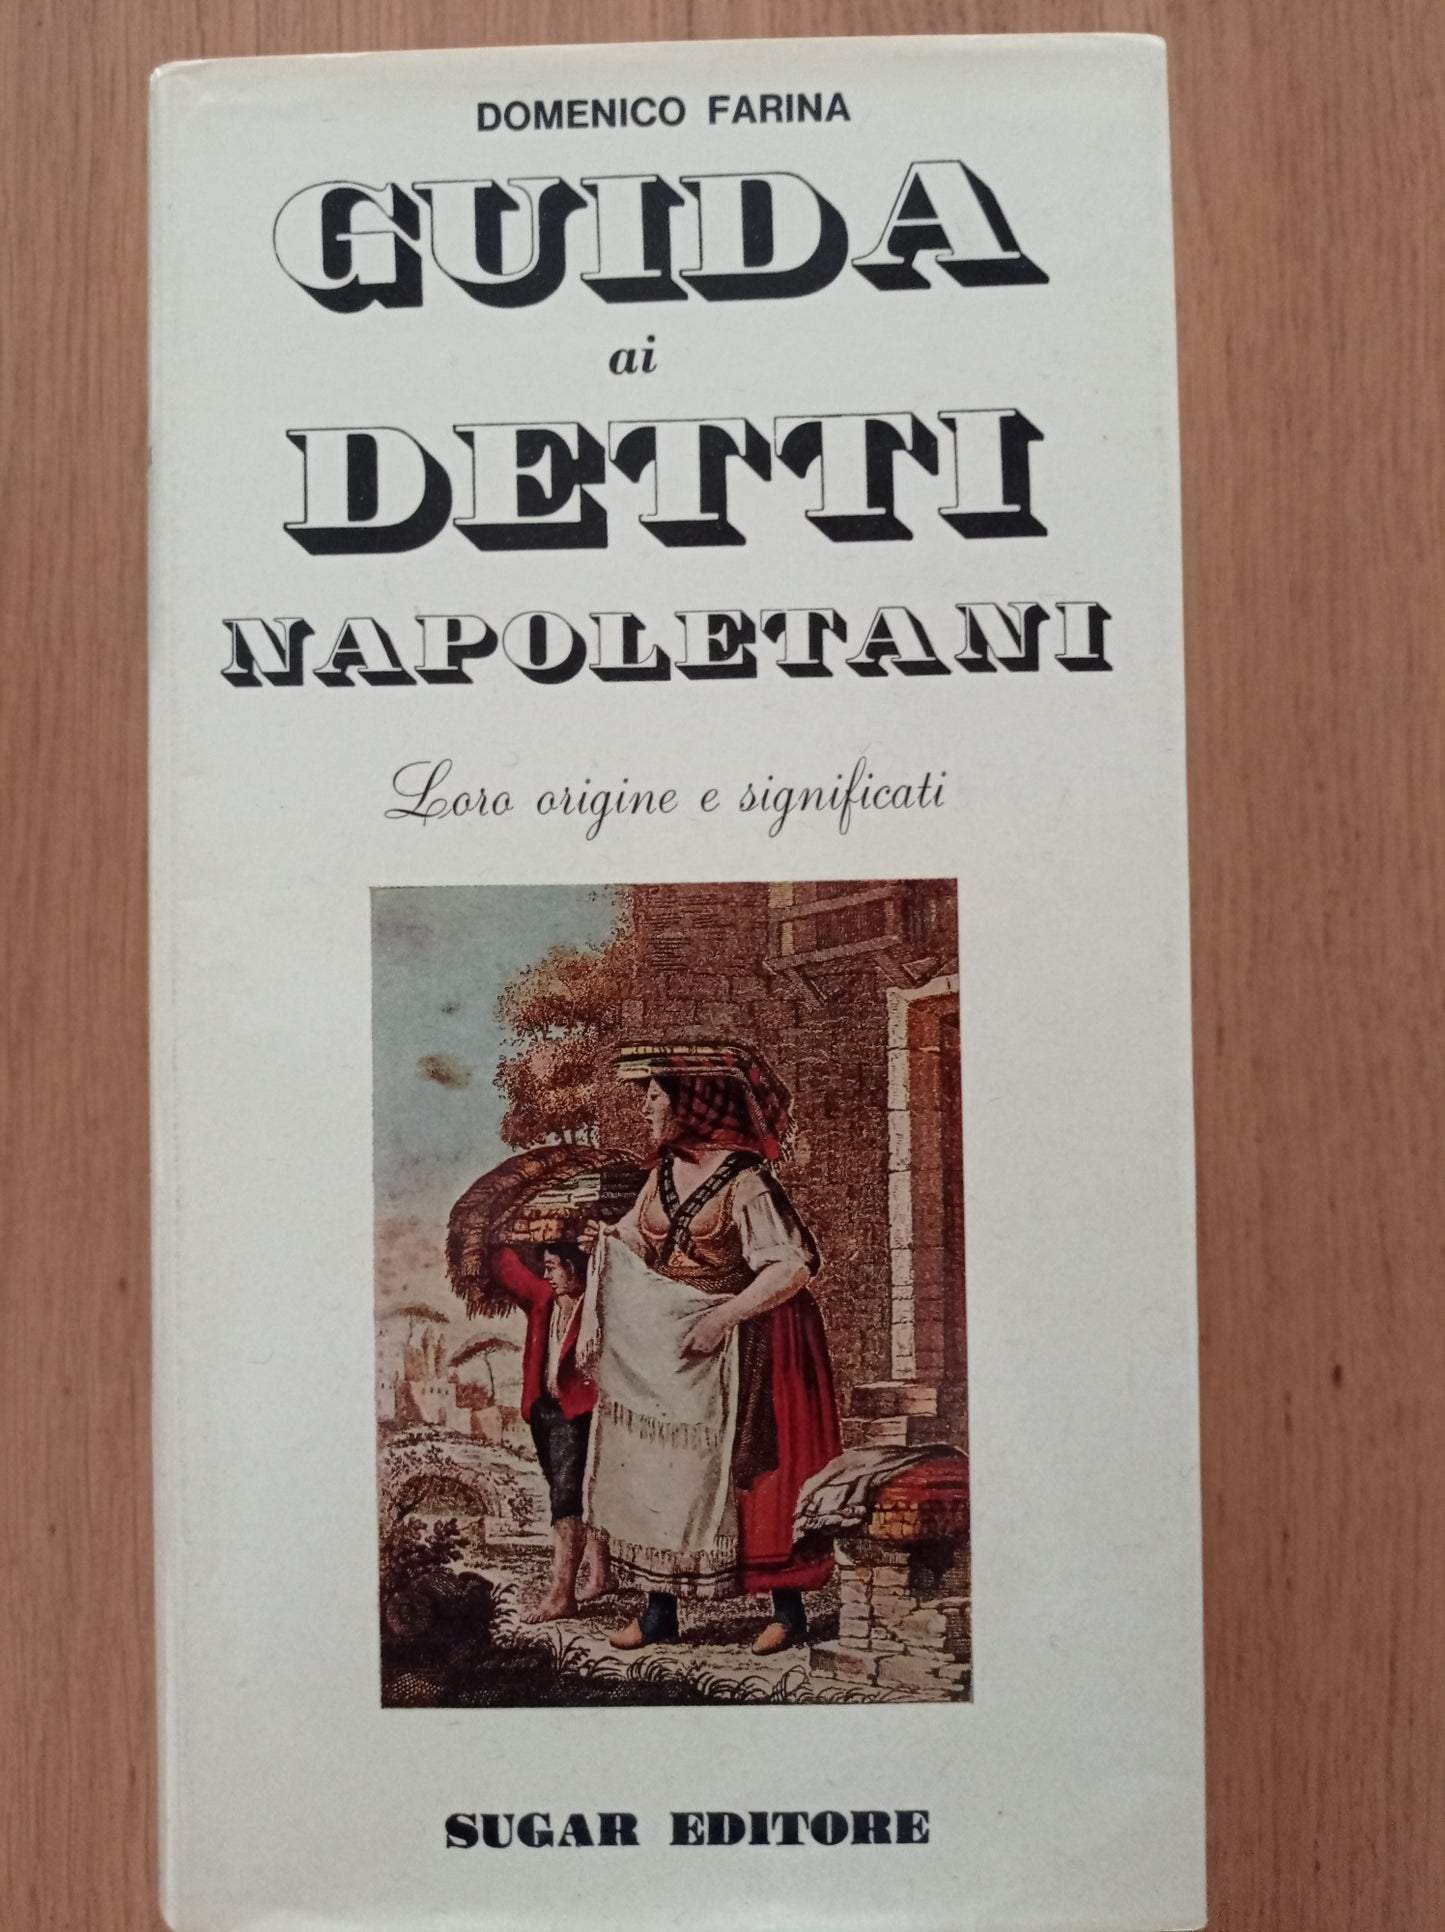 DOMENICO FARINA
GUIDA
ai
DETTI
NAPOLETANI
Loro origine e significati
SUGAR EDITORE